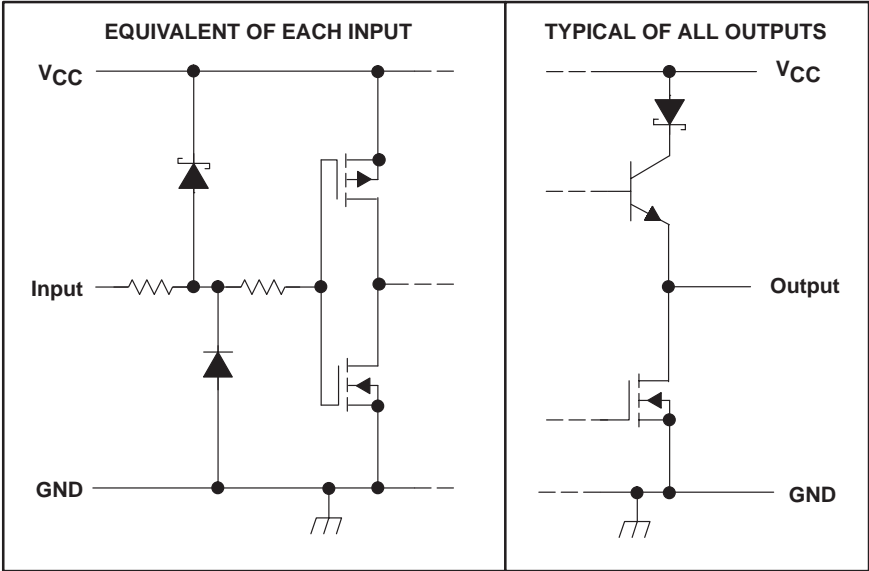 EQUIVALENT OF EACH INPUT
VCC
Input
GND
TYPICAL OF ALL OUTPUTS
VCC
Output
GND